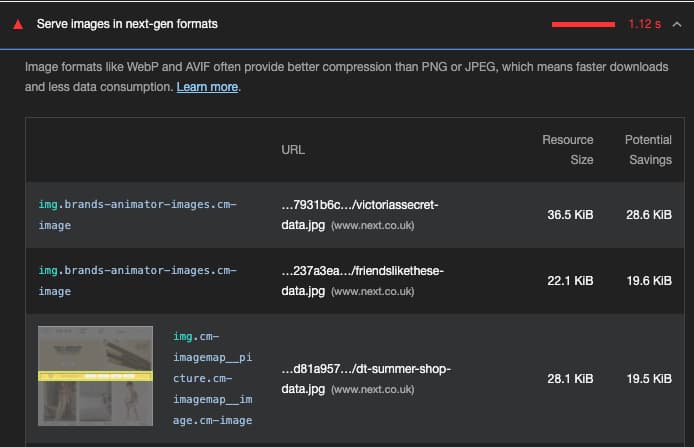 Serve images in next-gen formats 1.12 s
Image formats like WebP and AVIF often provide better compression than PNG or JPEG, which means faster downloads
and less data consumption. Learn more.
URL Resource Size Potential Savings
img.brands-animator-images.cm-
image
…7931b6c…/victoriassecret-
data.jpg (www.next.co.uk)
36.5 KiB 28.6 KiB
img.brands-animator-images.cm-
image
…237a3ea…/friendslikethese-
data.jpg (www.next.co.uk)
22.1 KiB 19.6 KiB
img.cm-
imagemap__pi
cture.cm-
imagemap__im
age.cm-image
…d81a957…/dt-summer-shop-
data.jpg (www.next.co.uk)
28.1 KiB 19.5 KiB